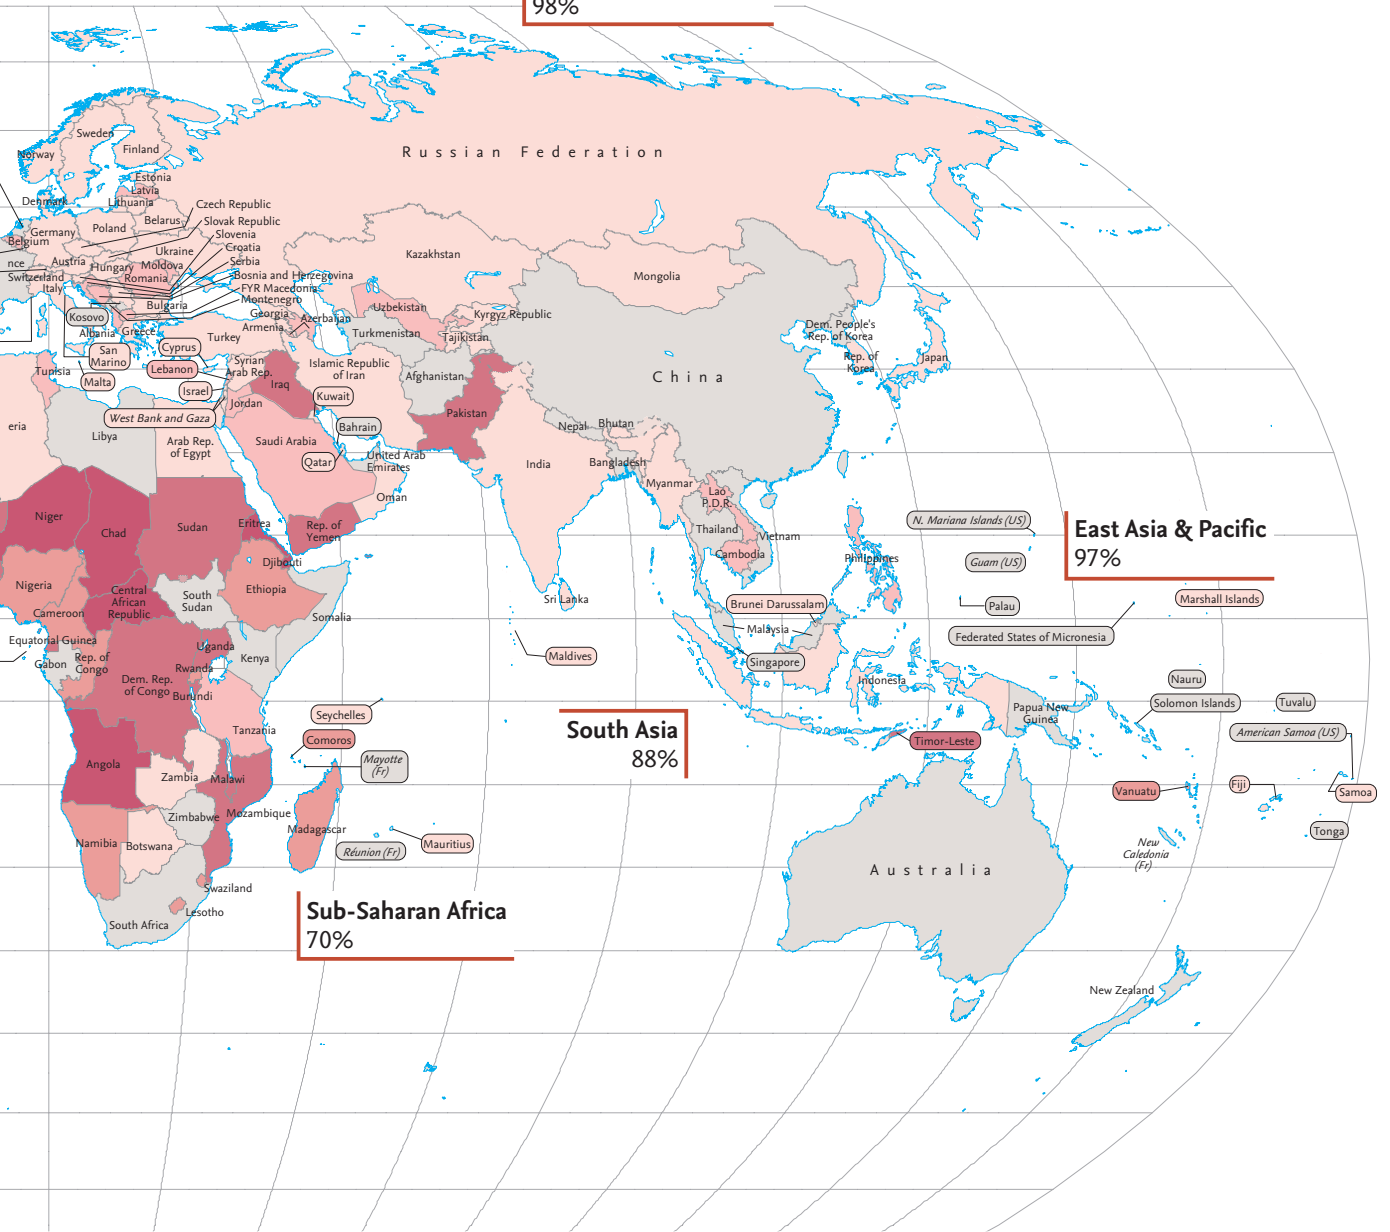 98%
Russian Federation
Sweden
Finland
Norway
Estonia
Latvia
Lithuania
Denmark
Czech Republic
Slovak Republic
Slovenia
Croatia
Serbia
Bosnia and Herzegovina
FYR Macedonia
Montenegro
Belarus
Poland
Germany
Belgium
Ukraine
nce
Austria
Hungary
Moldova
Switzerland
Romania
Italy
Bulgaria
Kosovo
Albania
Greece
Georgia
Armenia
Azerbaijan
Turkey
San
Marino
Malta
Cyprus
Lebanon
Israel
West Bank and Gaza
Syrian
Arab Rep.
Iraq
Jordan
Kuwait
Bahrain
Qatar
Saudi Arabia
United Arab
Emirates
Oman
Rep. of
Yemen
Islamic Republic
of Iran
Kazakhstan
Uzbekistan
Turkmenistan
Kyrgyz Republic
Tajikistan
Afghanistan
Pakistan
Mongolia
China
Dem. People's
Rep. of Korea
Rep. of
Korea
Japan
Nepal
Bhutan
Bangladesh
India
Myanmar
Lao
P.D.R.
Thailand
Vietnam
Cambodia
Philippines
Sri Lanka
Maldives
Brunei Darussalam
Malaysia
Singapore
Indonesia
Timor-Leste
Papua New
Guinea
N. Mariana Islands (US)
Guam (US)
East Asia & Pacific
97%
Palau
Marshall Islands
Federated States of Micronesia
Nauru
Solomon Islands
Tuvalu
American Samoa (US)
Vanuatu
Fiji
Samoa
Tonga
New
Caledonia
(Fr)
Australia
New Zealand
South Asia
88%
Tunisia
eria
Libya
Arab Rep.
of Egypt
Niger
Chad
Sudan
Eritrea
Djibouti
Nigeria
Central
African
Republic
South
Sudan
Ethiopia
Somalia
Cameroon
Equatorial Guinea
Gabon
Rep. of
Congo
Uganda
Kenya
Rwanda
Dem. Rep.
of Congo
Burundi
Tanzania
Seychelles
Comoros
Mayotte
(Fr)
Angola
Zambia
Malawi
Mozambique
Zimbabwe
Madagascar
Namibia
Botswana
Réunion (Fr)
Mauritius
Swaziland
Lesotho
South Africa
Sub-Saharan Africa
70%